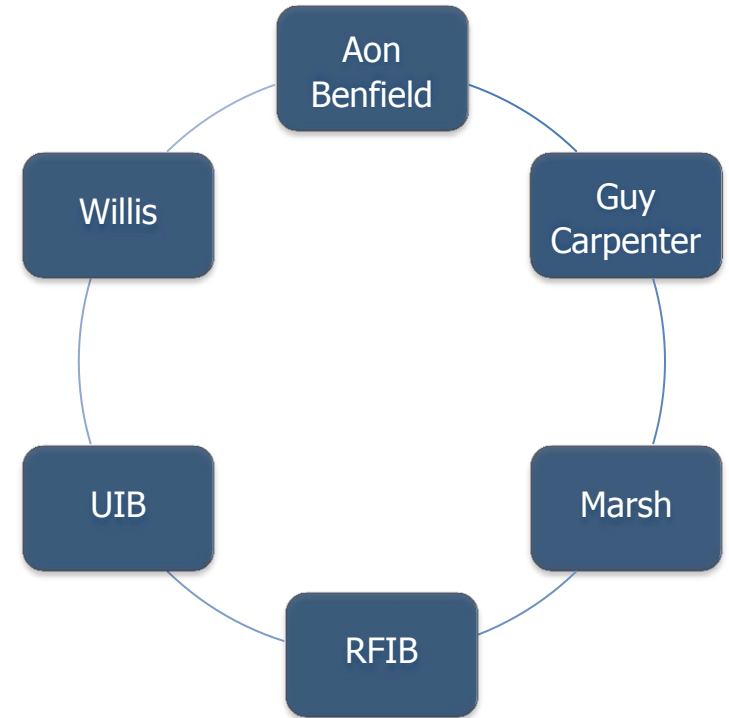 Aon
Benfield
Guy
Carpenter
Marsh
RFIB
UIB
Willis